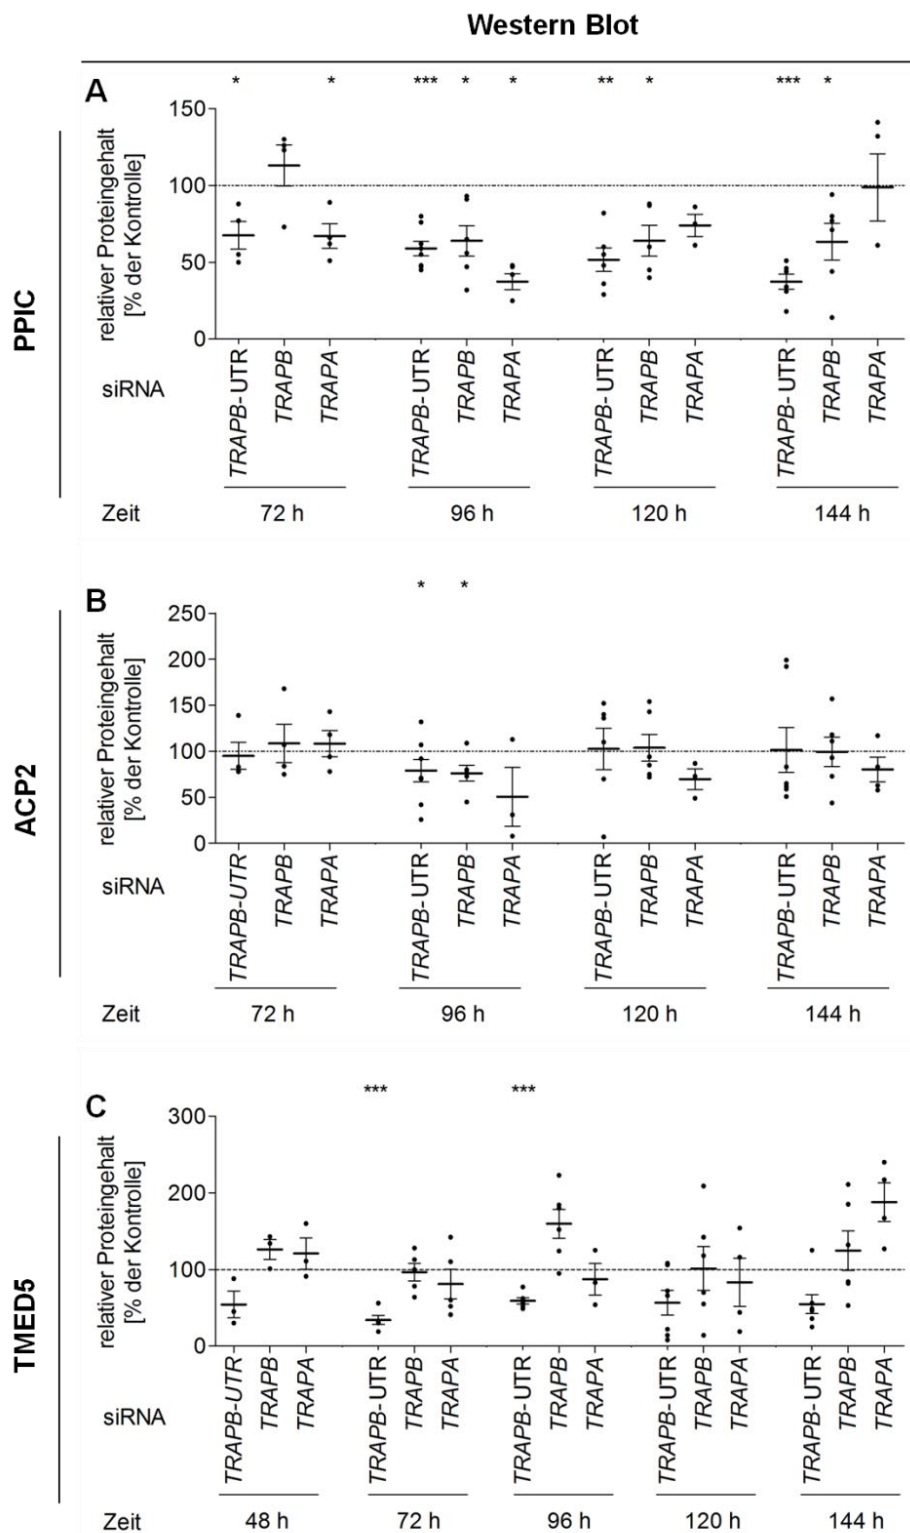 Western Blot
A
* * *** * * ** * *** *
PPIC
relativer Proteingehalt
[% der Kontrolle]
150
100
50
0
siRNA
TRAPB-UTR TRAPB TRAPA TRAPB-UTR TRAPB TRAPA TRAPB-UTR TRAPB TRAPA TRAPB-UTR TRAPB TRAPA
Zeit 72 h 96 h 120 h 144 h
B
* *
ACP2
relativer Proteingehalt
[% der Kontrolle]
250
200
150
100
50
0
siRNA
TRAPB-UTR TRAPB TRAPA TRAPB-UTR TRAPB TRAPA TRAPB-UTR TRAPB TRAPA TRAPB-UTR TRAPB TRAPA
Zeit 72 h 96 h 120 h 144 h
C
*** ***
TMED5
relativer Proteingehalt
[% der Kontrolle]
300
200
100
0
siRNA
TRAPB-UTR TRAPB TRAPA TRAPB-UTR TRAPB TRAPA TRAPB-UTR TRAPB TRAPA TRAPB-UTR TRAPB TRAPA TRAPB-UTR TRAPB TRAPA
Zeit 48 h 72 h 96 h 120 h 144 h